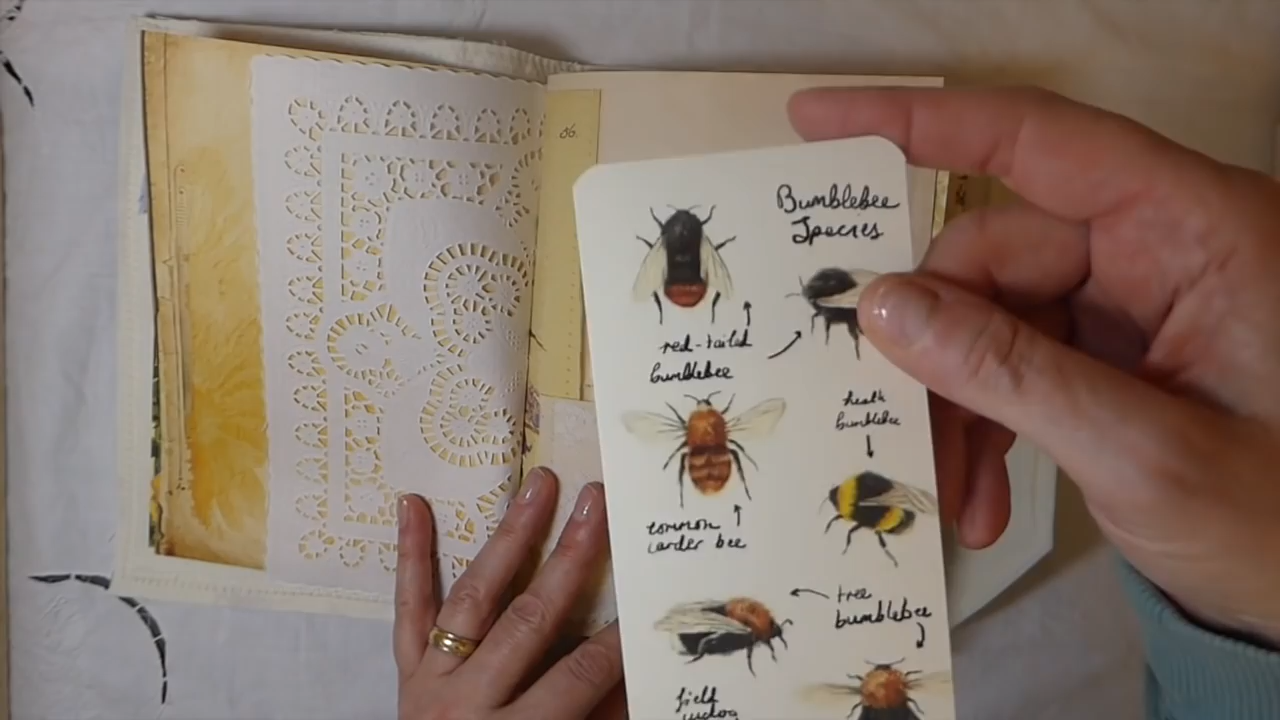 86.
Bumblebee
Species
red-tailed
bumblebee
heath
bumblebee
common
carder bee
tree
bumblebee
field